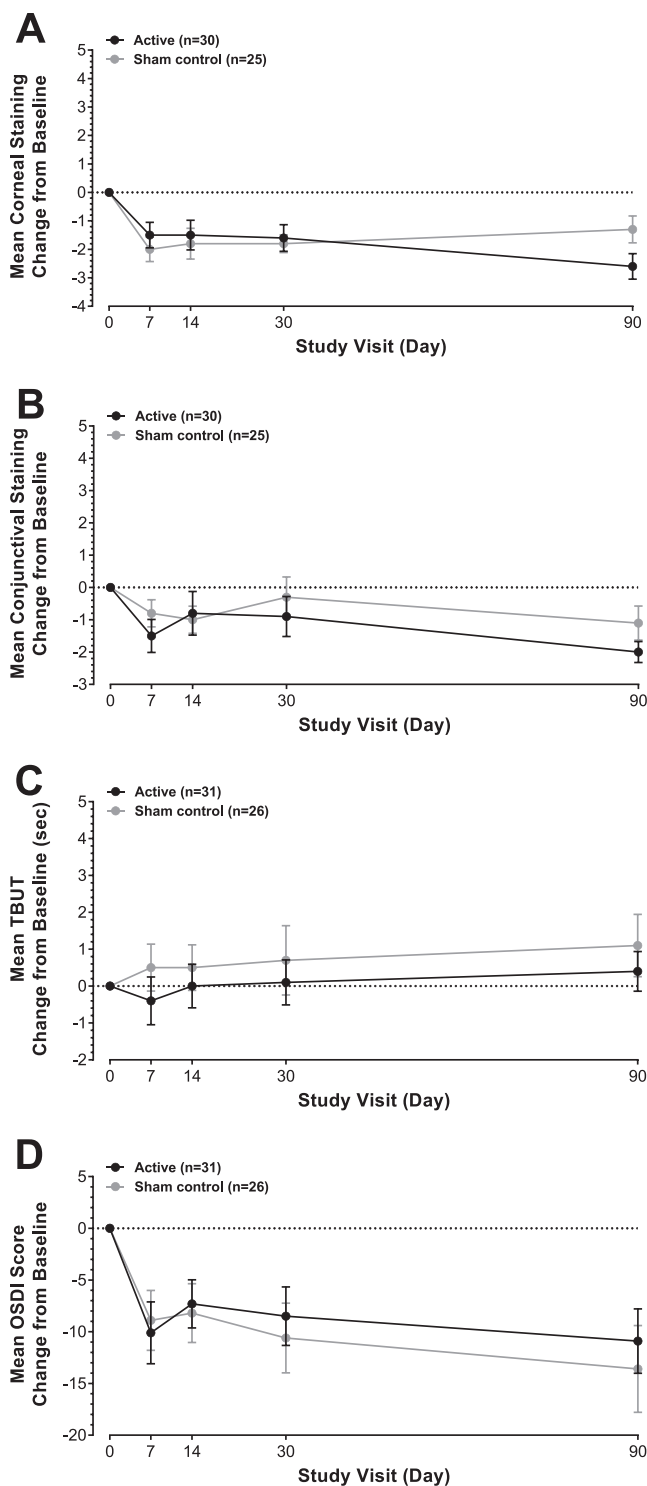 A
Active (n=30)
Sham control (n=25)
Mean Corneal Staining
Change from Baseline
5
4
3
2
1
0
-1
-2
-3
-4
0 7 14 30 90
Study Visit (Day)
B
Active (n=30)
Sham control (n=25)
Mean Conjunctival Staining
Change from Baseline
5
4
3
2
1
0
-1
-2
-3
0 7 14 30 90
Study Visit (Day)
C
Active (n=31)
Sham control (n=26)
Mean TBUT
Change from Baseline (sec)
5
4
3
2
1
0
-1
-2
0 7 14 30 90
Study Visit (Day)
D
Active (n=31)
Sham control (n=26)
Mean OSDI Score
Change from Baseline
5
0
-5
-10
-15
-20
0 7 14 30 90
Study Visit (Day)